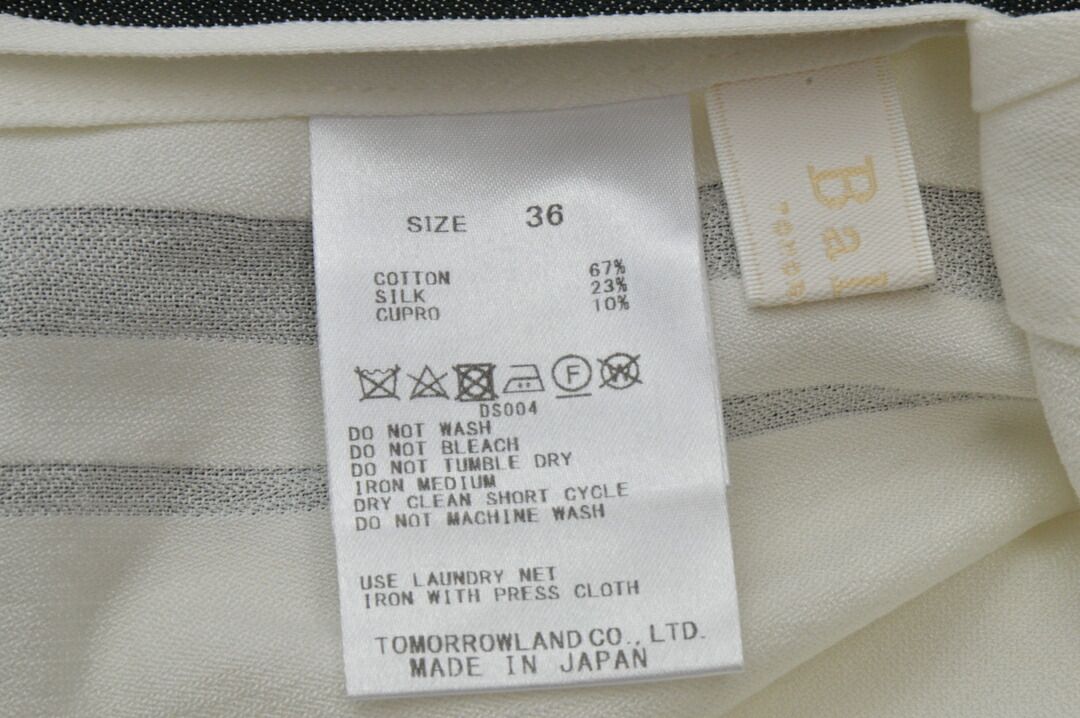 SIZE 36
COTTON 67%
SILK 23%
CUPRO 10%
F W
DS004
DO NOT WASH
DO NOT BLEACH
DO NOT TUMBLE DRY
IRON MEDIUM
DRY CLEAN SHORT CYCLE
DO NOT MACHINE WASH
USE LAUNDRY NET
IRON WITH PRESS CLOTH
TOMORROWLAND CO., LTD.
MADE IN JAPAN